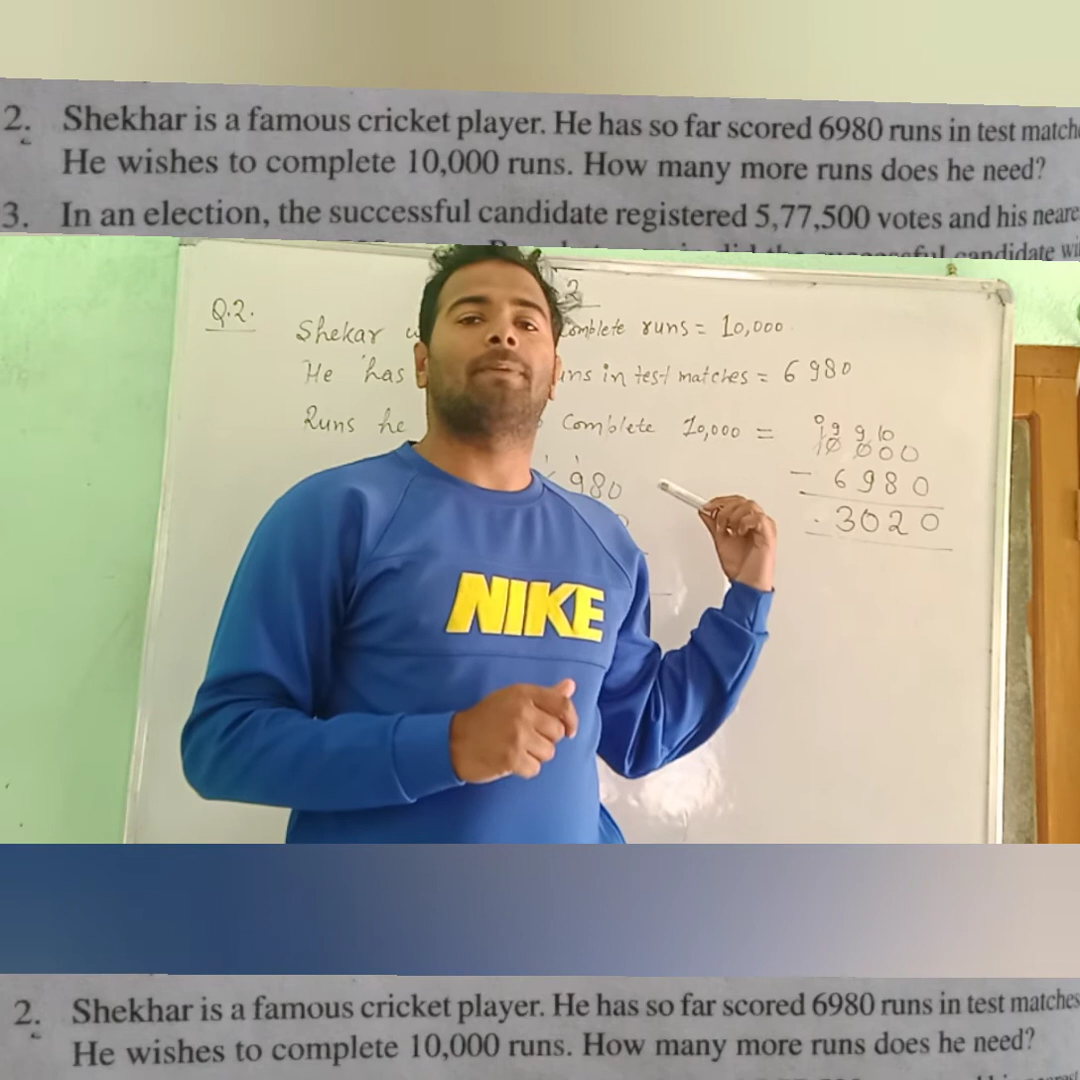 2. Shekhar is a famous cricket player. He has so far scored 6980 runs in test
He wishes to complete 10,000 runs. How many more runs does he need?
3. In an election, the successful candidate registered 5,77,500 votes and his
candidate
Q.2.
Shekar complete runs = 10,000
He has in test matches = 6980
Runs he Complete 10,000 =
0 9 9 10
10000
- 6980
3020
980
NIKE
2. Shekhar is a famous cricket player. He has so far scored 6980 runs in test matches
He wishes to complete 10,000 runs. How many more runs does he need?